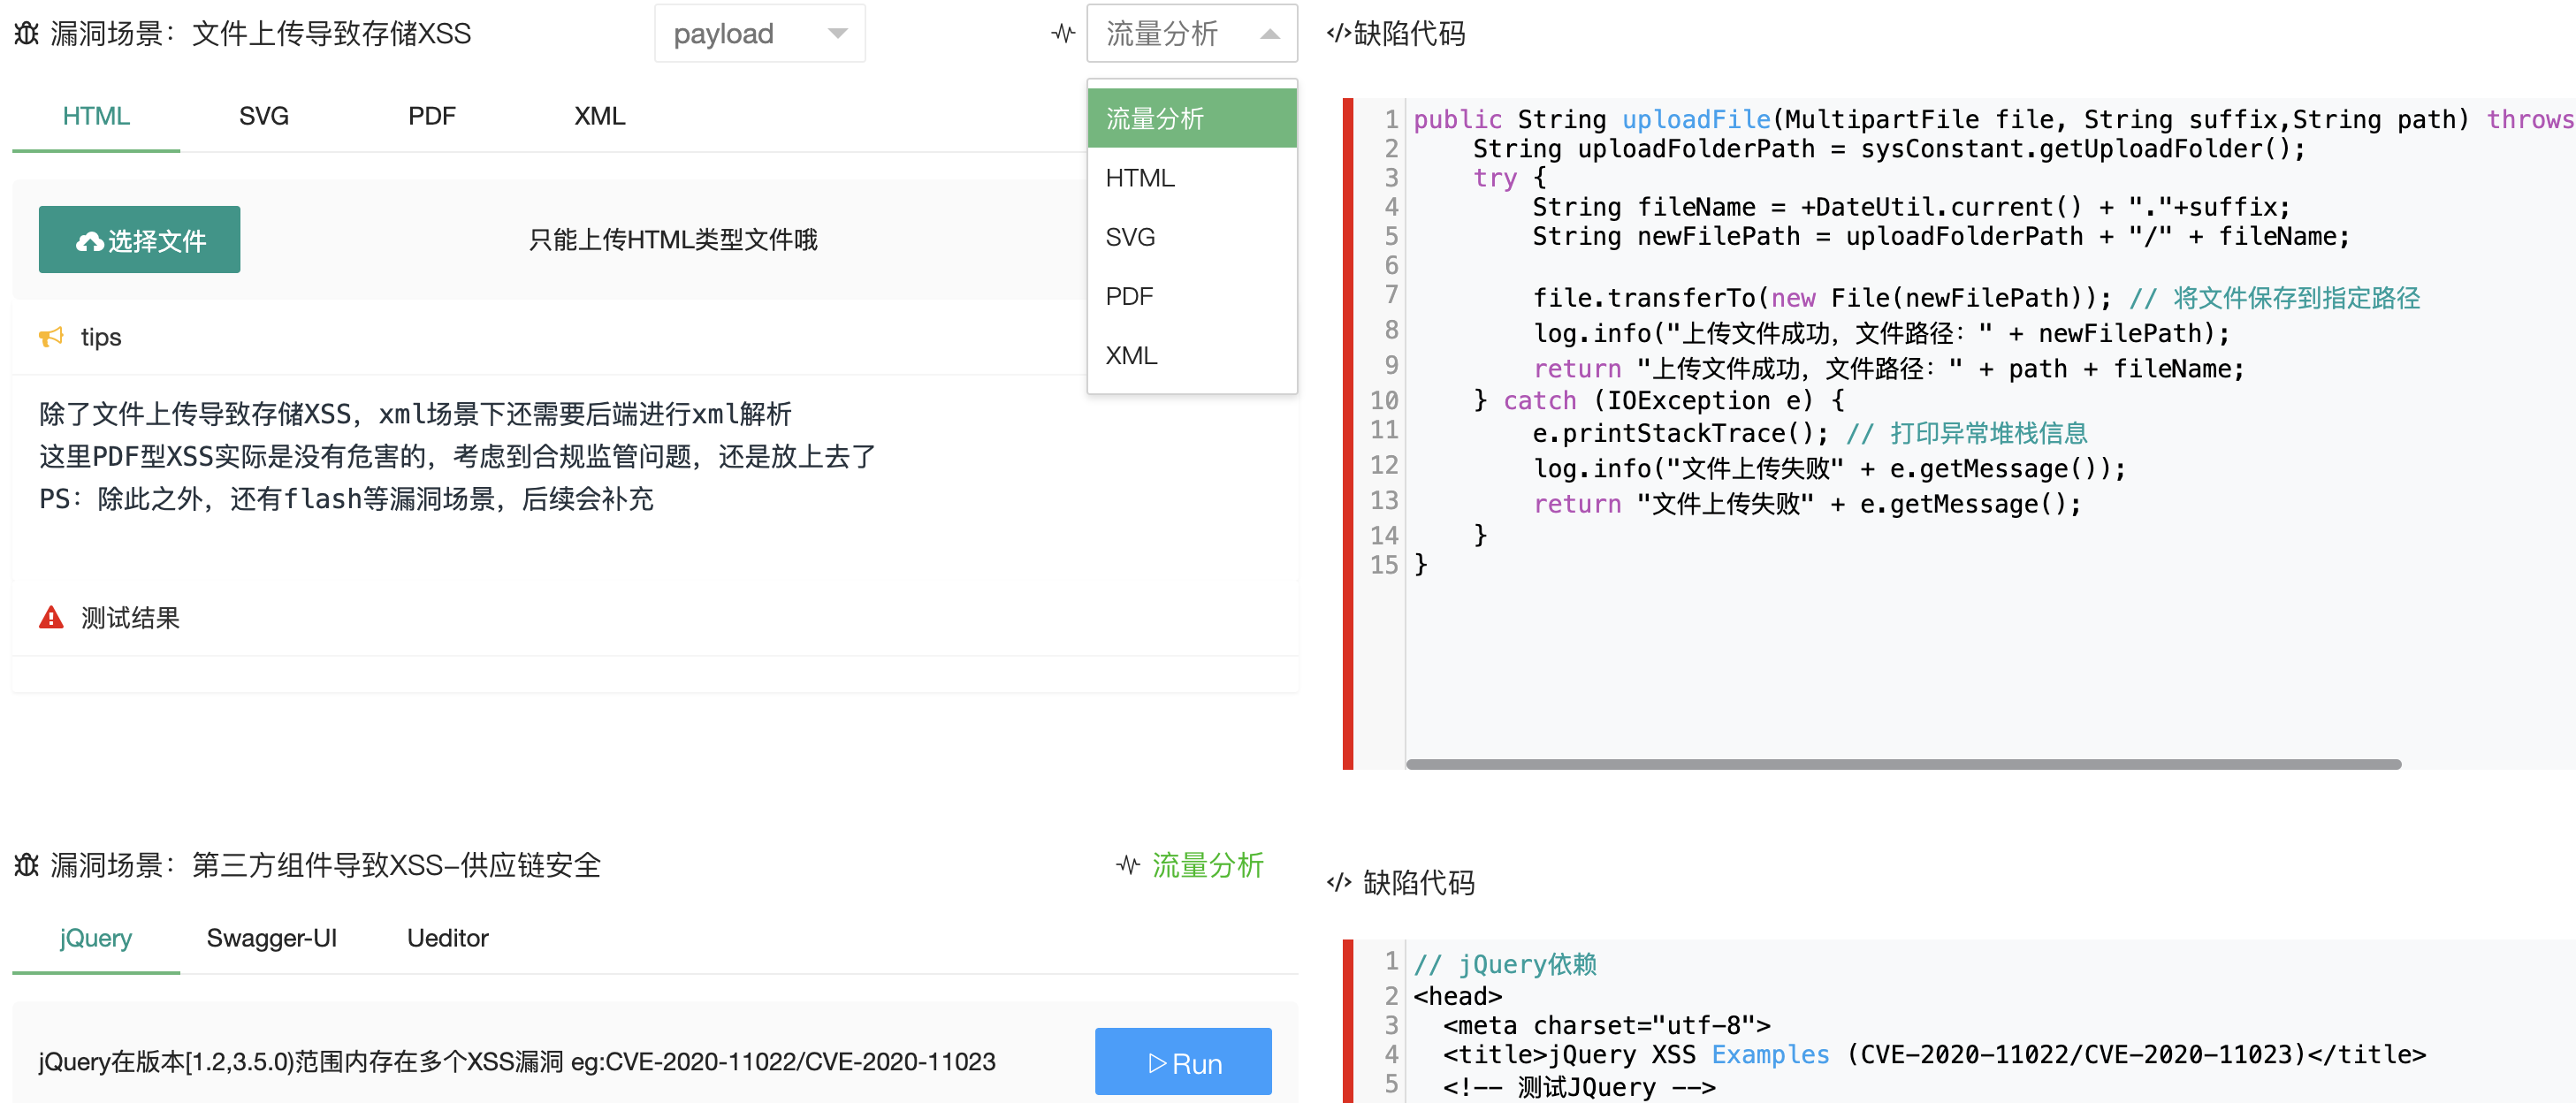 漏洞场景：文件上传导致存储XSS
payload
流量分析
HTML SVG PDF XML
流量分析
HTML
SVG
PDF
XML
选择文件
只能上传HTML类型文件哦
tips
除了文件上传导致存储XSS，xml场景下还需要后端进行xml解析
这里PDF型XSS实际是没有危害的，考虑到合规监管问题，还是放上去了
PS：除此之外，还有flash等漏洞场景，后续会补充
测试结果
</>缺陷代码
1 public String uploadFile(MultipartFile file, String suffix,String path) throws
2     String uploadFolderPath = sysConstant.getUploadFolder();
3     try {
4         String fileName = +DateUtil.current() + "."+suffix;
5         String newFilePath = uploadFolderPath + "/" + fileName;
6
7         file.transferTo(new File(newFilePath)); // 将文件保存到指定路径
8         log.info("上传文件成功，文件路径：" + newFilePath);
9         return "上传文件成功，文件路径：" + path + fileName;
10     } catch (IOException e) {
11         e.printStackTrace(); // 打印异常堆栈信息
12         log.info("文件上传失败" + e.getMessage());
13         return "文件上传失败" + e.getMessage();
14     }
15 }
漏洞场景：第三方组件导致XSS-供应链安全
流量分析
jQuery Swagger-UI Ueditor
jQuery在版本[1.2,3.5.0)范围内存在多个XSS漏洞 eg:CVE-2020-11022/CVE-2020-11023
Run
</> 缺陷代码
1 // jQuery依赖
2 <head>
3   <meta charset="utf-8">
4   <title>jQuery XSS Examples (CVE-2020-11022/CVE-2020-11023)</title>
5   <!-- 测试JQuery -->